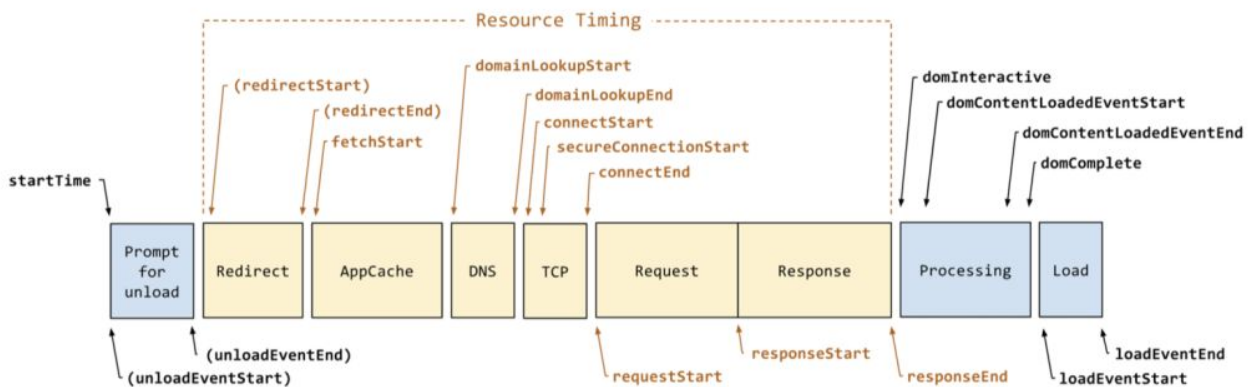 Resource Timing
domainLookupStart
(redirectStart)
domainLookupEnd
domInteractive
(redirectEnd)
connectStart
domContentLoadedEventStart
fetchStart
secureConnectionStart
domContentLoadedEventEnd
connectEnd
domComplete
startTime
Prompt
for
unload
Redirect
AppCache
DNS
TCP
Request
Response
Processing
Load
(unloadEventEnd)
(unloadEventStart)
requestStart
responseStart
responseEnd
loadEventEnd
loadEventStart